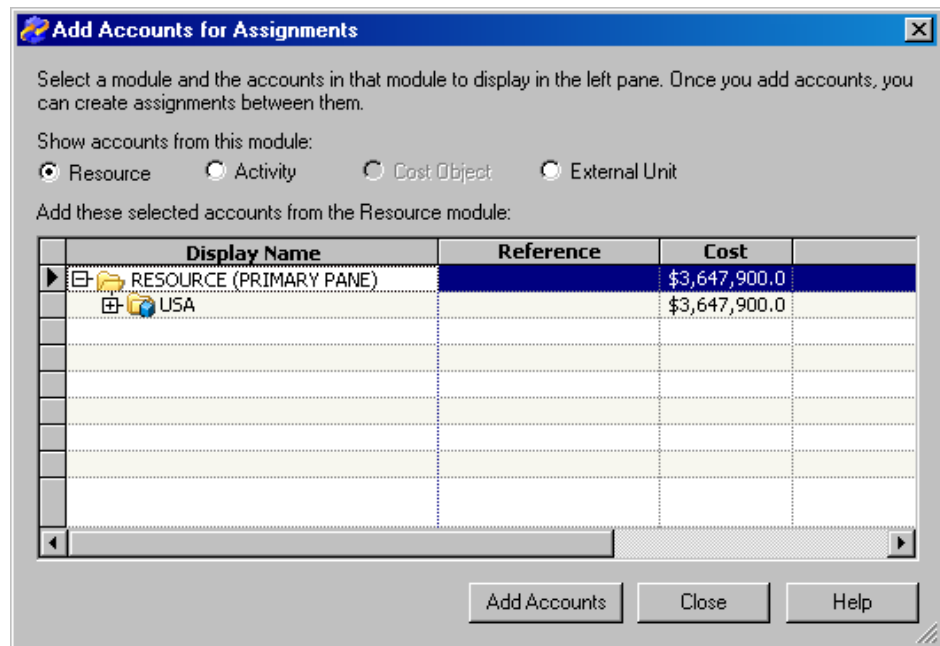 Add Accounts for Assignments
Select a module and the accounts in that module to display in the left pane. Once you add accounts, you
can create assignments between them.
Show accounts from this module:
Resource Activity Cost Object External Unit
Add these selected accounts from the Resource module:
Display Name Reference Cost
RESOURCE (PRIMARY PANE) $3,647,900.0
USA $3,647,900.0
Add Accounts Close Help